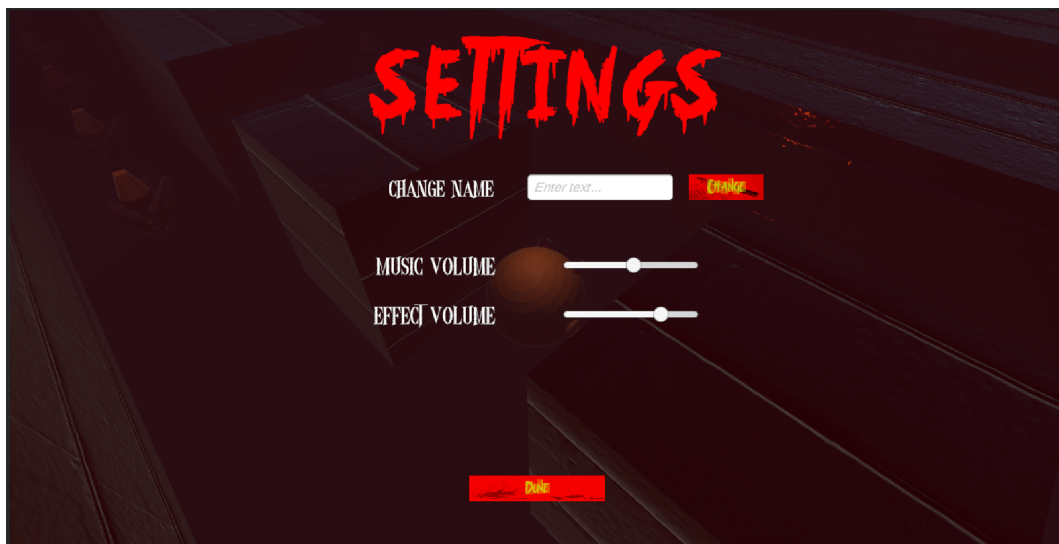 SETTINGS
CHANGE NAME Enter text... CHANGE
MUSIC VOLUME
EFFECT VOLUME
DONE